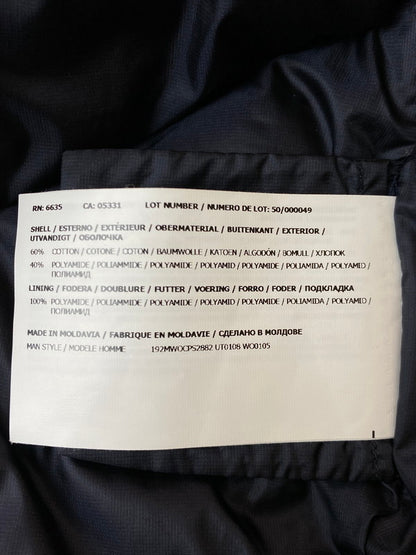 RN: 6635 CA: 05331 LOT NUMBER / NUMERO DE LOT: 50/000049
SHELL / ESTERNO / EXTÉRIEUR / OBERMATERIAL / BUITENKANT / EXTERIOR /
UTVANDIGT / ОБОЛОЧКА
60% COTTON / COTONE / COTON / BAUMWOLLE / KATOEN / ALGODÓN / BOMULL / ХЛОПОК
40% POLYAMIDE / POLIAMMIDE / POLYAMIDE / POLYAMID / POLYAMIDE / POLIAMIDA / POLYAMID /
ПОЛИАМИД
LINING / FODERA / DOUBLURE / FUTTER / VOERING / FORRO / FODER / ПОДКЛАДКА
100% POLYAMIDE / POLIAMMIDE / POLYAMIDE / POLYAMID / POLYAMIDE / POLIAMIDA / POLYAMID /
ПОЛИАМИД
MADE IN MOLDAVIA / FABRIQUE EN MOLDAVIE / СДЕЛАНО В МОЛДОВЕ
MAN STYLE / MODELE HOMME 192MWOCPS2882 UT0108 WO0105